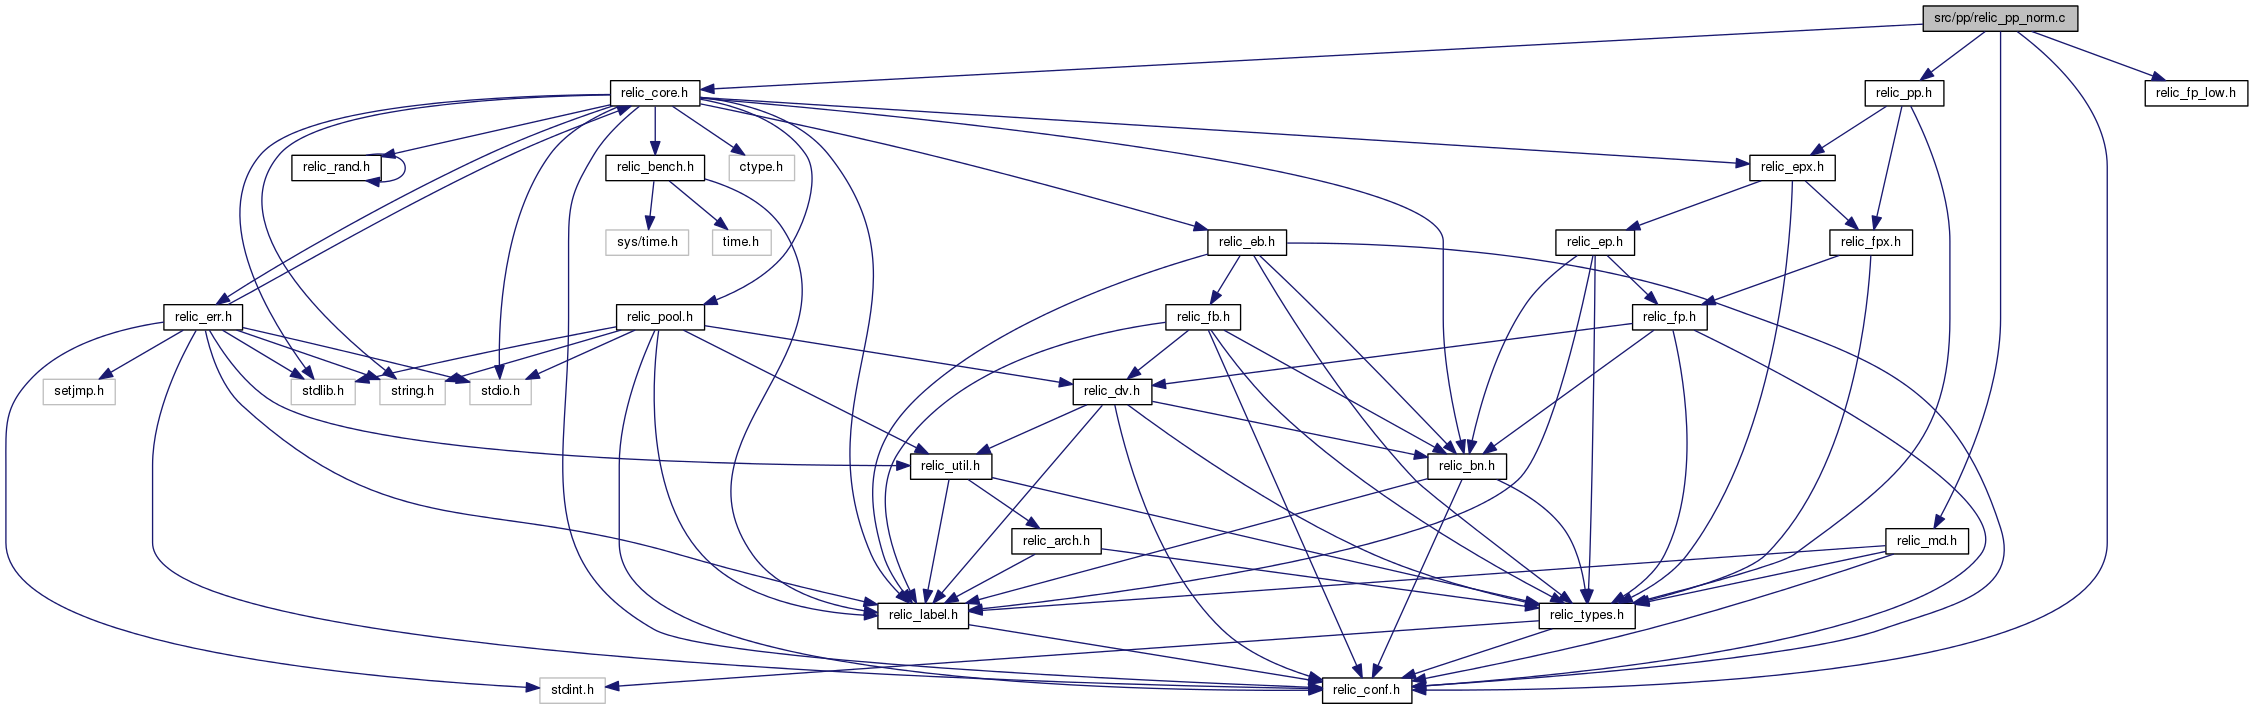 src/pp/relic_pp_norm.c
relic_core.h
relic_pp.h
relic_fp_low.h
relic_rand.h
relic_bench.h
ctype.h
relic_epx.h
sys/time.h
time.h
relic_eb.h
relic_ep.h
relic_fpx.h
relic_err.h
relic_pool.h
relic_fb.h
relic_fp.h
setjmp.h
stdlib.h
string.h
stdio.h
relic_dv.h
relic_util.h
relic_bn.h
relic_arch.h
relic_md.h
relic_label.h
relic_types.h
stdint.h
relic_conf.h